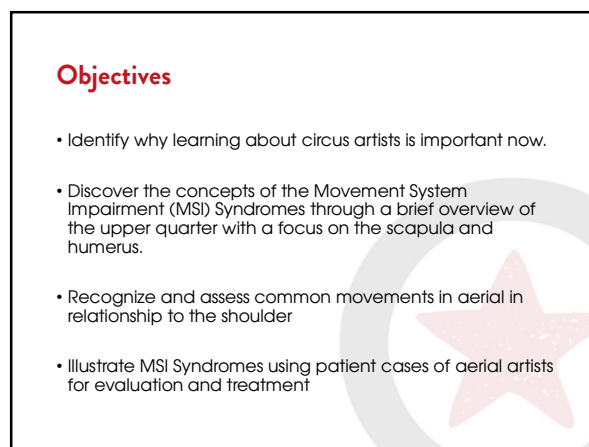 Objectives
• Identify why learning about circus artists is important now.
• Discover the concepts of the Movement System
Impairment (MSI) Syndromes through a brief overview of
the upper quarter with a focus on the scapula and
humerus.
• Recognize and assess common movements in aerial in
relationship to the shoulder
• Illustrate MSI Syndromes using patient cases of aerial artists
for evaluation and treatment